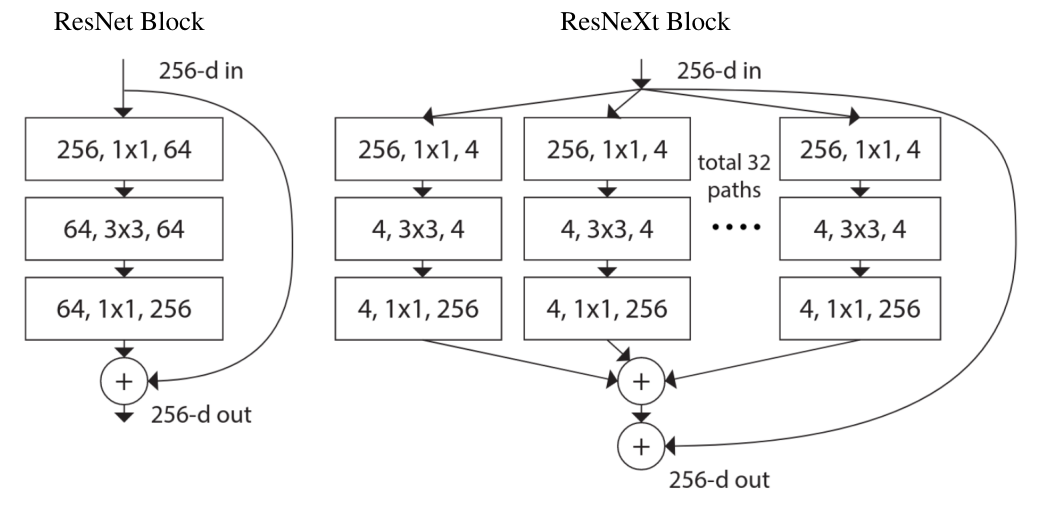 ResNet Block
256-d in
256, 1x1, 64
64, 3x3, 64
64, 1x1, 256
+
256-d out
ResNeXt Block
256-d in
256, 1x1, 4
4, 3x3, 4
4, 1x1, 256
256, 1x1, 4
4, 3x3, 4
4, 1x1, 256
total 32
paths
....
256, 1x1, 4
4, 3x3, 4
4, 1x1, 256
+
+
256-d out